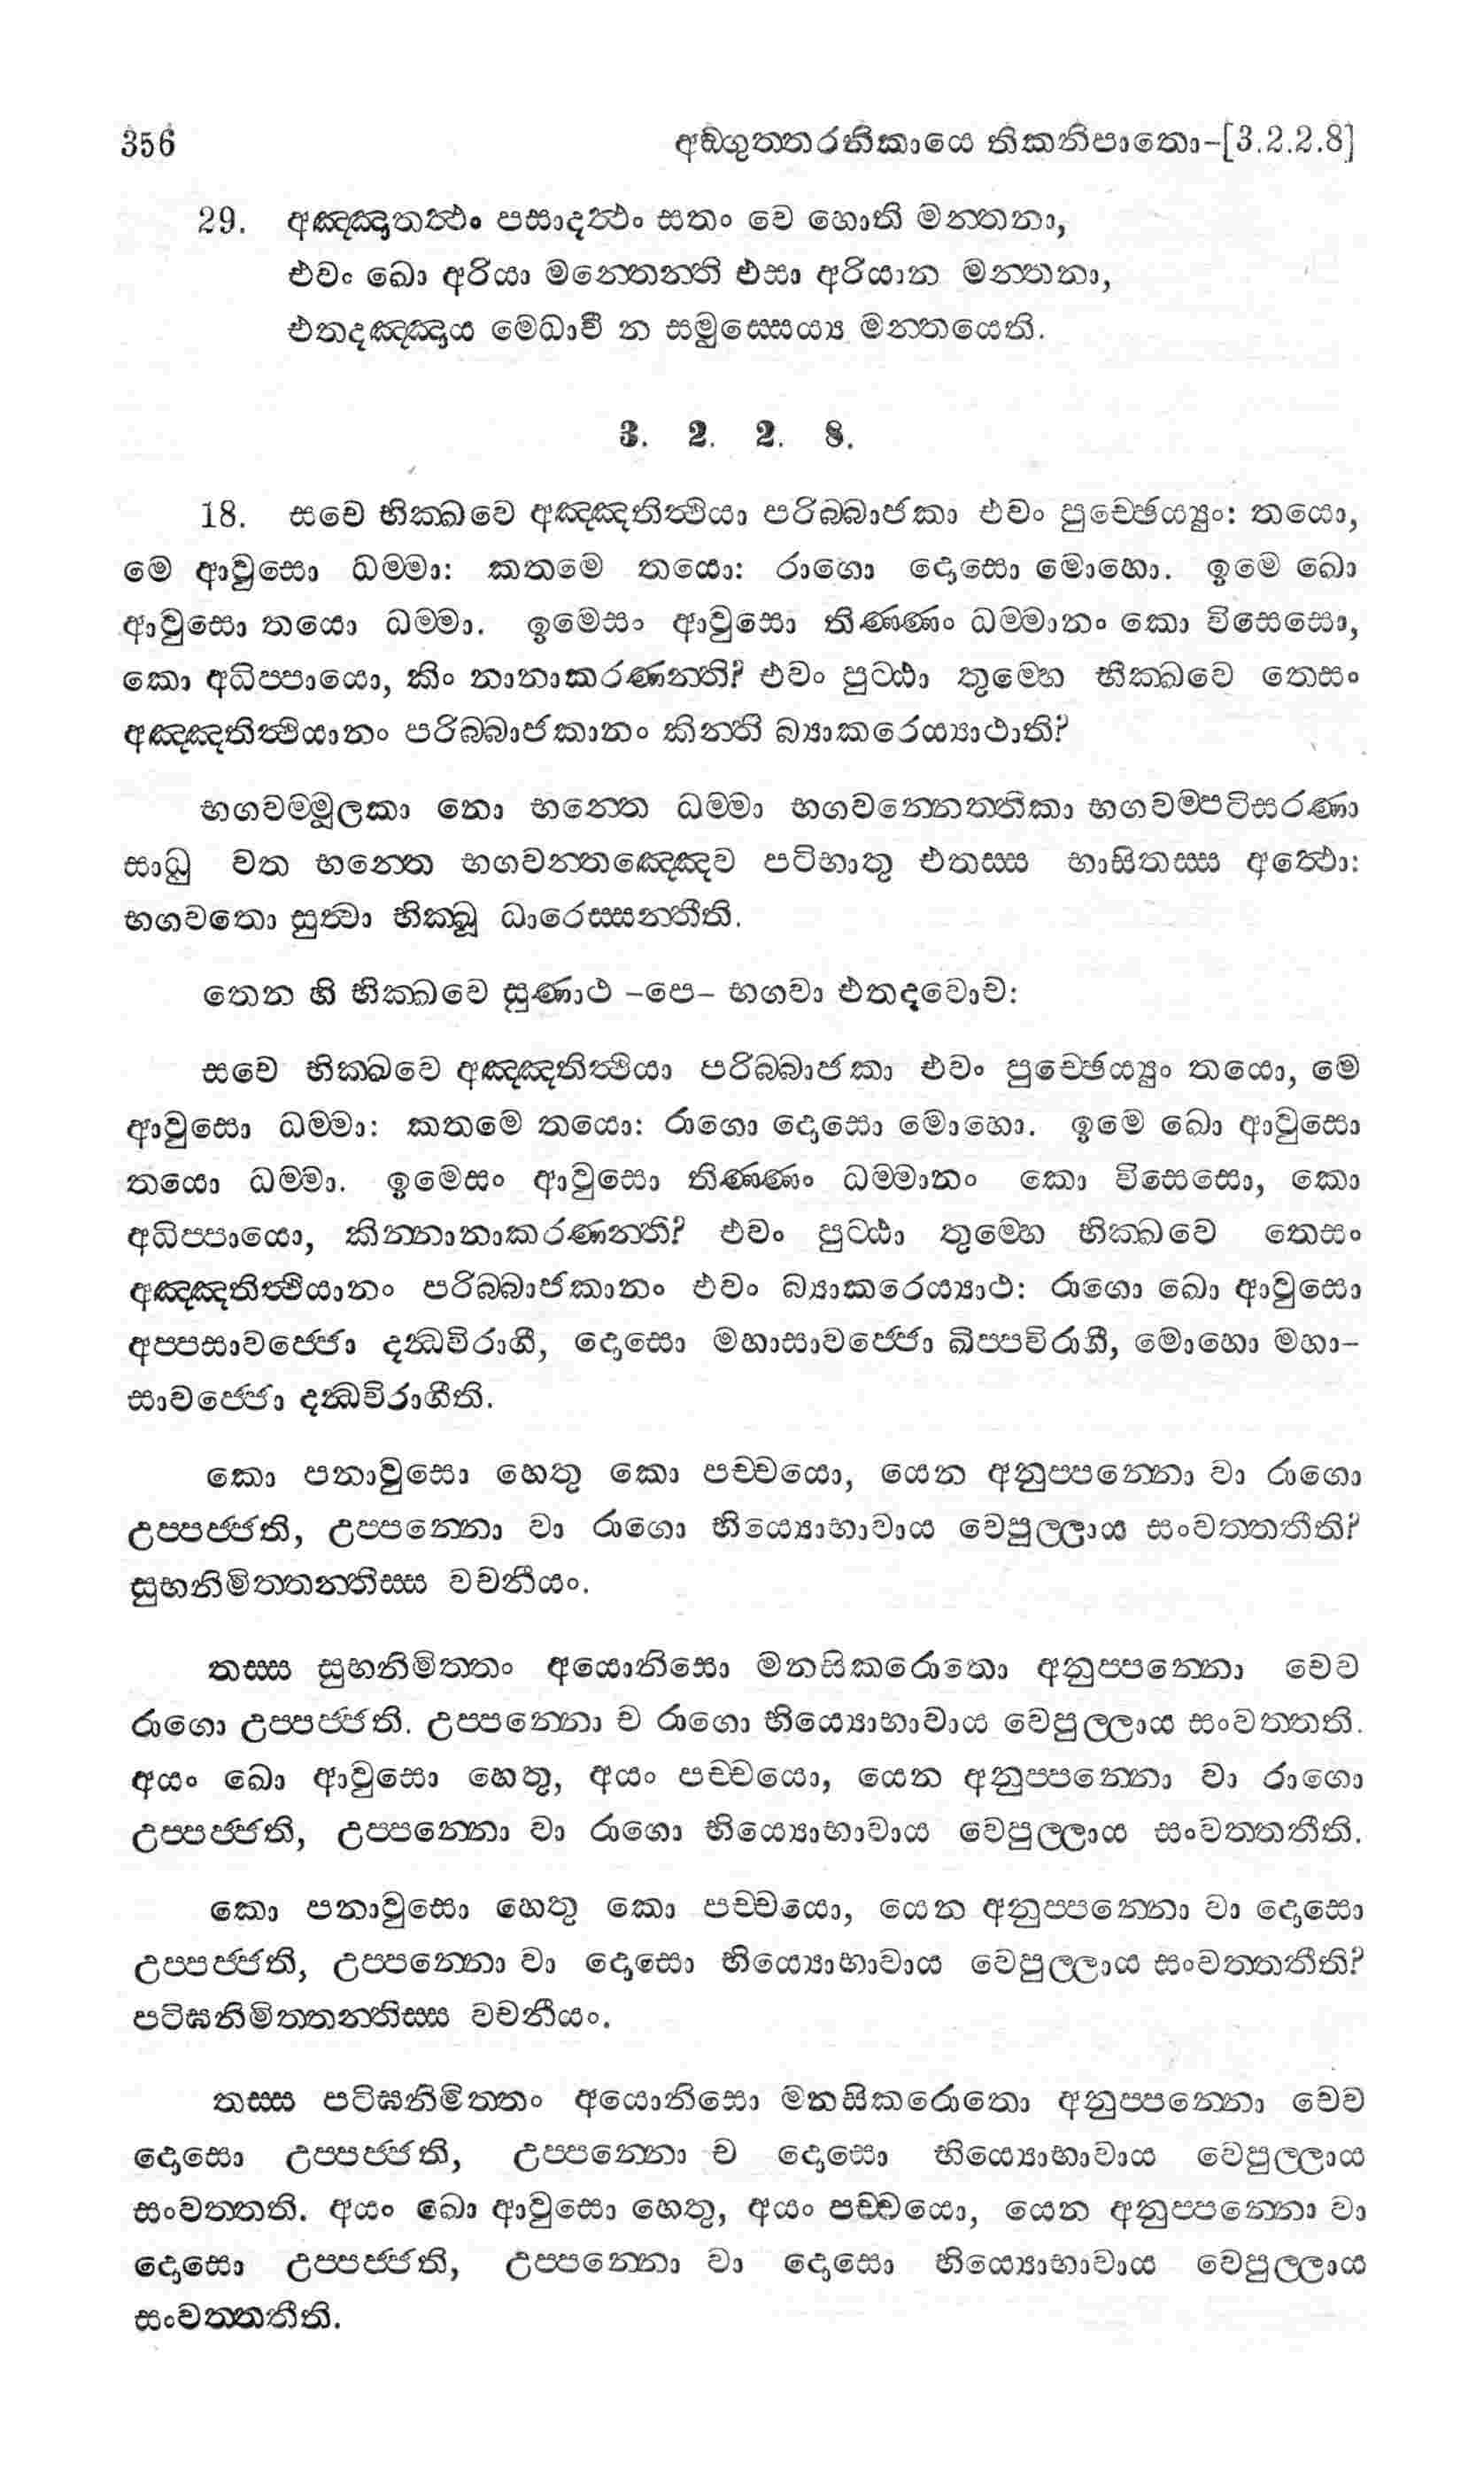 356 අඞ්ගුත්තරනිකායෙ තිකනිපාතො-[3.2.2.8]
29. අඤ්ඤාතත්ථං පසාදත්ථං සතං වෙ හොති මන්තනා,
එවං ඛො අරියා මන්තෙන්ති එසා අරියාන මන්තනා,
එතදඤ්ඤාය මෙධාවී න සමුස්සෙය්‍ය මන්තයෙති.
3. 2. 2. 8.
18. සචෙ භික්ඛවෙ අඤ්ඤතිත්ථියා පරිබ්බාජකා එවං පුච්ඡෙය්‍යුං: තයො,
මෙ ආවුසො ධම්මා: කතමෙ තයො: රාගො දොසො මොහො. ඉමෙ ඛො
ආවුසො තයො ධම්මා. ඉමෙසං ආවුසො තිණ්ණං ධම්මානං කො විසෙසො,
කො අධිප්පායො, කිං නානාකරණන්ති? එවං පුට්ඨා තුම්හෙ භික්ඛවෙ තෙසං
අඤ්ඤතිත්ථියානං පරිබ්බාජකානං කින්ති බ්‍යාකරෙය්‍යාථාති?
භගවම්මූලකා නො භන්තෙ ධම්මා භගවන්නෙත්තිකා භගවම්පටිසරණා
සාධු වත භන්තෙ භගවන්තඤ්ඤෙව පටිභාතු එතස්ස භාසිතස්ස අත්ථො:
භගවතො සුත්වා භික්ඛූ ධාරෙස්සන්තීති.
තෙන හි භික්ඛවෙ සුණාථ -පෙ- භගවා එතදවොච:
සචෙ භික්ඛවෙ අඤ්ඤතිත්ථියා පරිබ්බාජකා එවං පුච්ඡෙය්‍යුං තයො, මෙ
ආවුසො ධම්මා: කතමෙ තයො: රාගො දොසො මොහො. ඉමෙ ඛො ආවුසො
තයො ධම්මා. ඉමෙසං ආවුසො තිණ්ණං ධම්මානං කො විසෙසො, කො
අධිප්පායො, කින්නානාකරණන්ති? එවං පුට්ඨා තුම්හෙ භික්ඛවෙ තෙසං
අඤ්ඤතිත්ථියානං පරිබ්බාජකානං එවං බ්‍යාකරෙය්‍යාථ: රාගො ඛො ආවුසො
අප්පසාවජ්ජො දන්ධවිරාගී, දොසො මහාසාවජ්ජො ඛිප්පවිරාගී, මොහො මහා-
සාවජ්ජො දන්ධවිරාගීති.
කො පනාවුසො හෙතු කො පච්චයො, යෙන අනුප්පන්නො වා රාගො
උප්පජ්ජති, උප්පන්නො වා රාගො භිය්‍යොභාවාය වෙපුල්ලාය සංවත්තතීති?
සුභනිමිත්තන්තිස්ස වචනීයං.
තස්ස සුභනිමිත්තං අයොනිසො මනසිකරොතො අනුප්පන්නො චෙව
රාගො උප්පජ්ජති. උප්පන්නො ච රාගො භිය්‍යොභාවාය වෙපුල්ලාය සංවත්තති.
අයං ඛො ආවුසො හෙතු, අයං පච්චයො, යෙන අනුප්පන්නො වා රාගො
උප්පජ්ජති, උප්පන්නො වා රාගො භිය්‍යොභාවාය වෙපුල්ලාය සංවත්තතීති.
කො පනාවුසො හෙතු කො පච්චයො, යෙන අනුප්පන්නො වා දොසො
උප්පජ්ජති, උප්පන්නො වා දොසො භිය්‍යොභාවාය වෙපුල්ලාය සංවත්තතීති?
පටිඝනිමිත්තන්තිස්ස වචනීයං.
තස්ස පටිඝනිමිත්තං අයොනිසො මනසිකරොතො අනුප්පන්නො චෙව
දොසො උප්පජ්ජති, උප්පන්නො ච දොසො භිය්‍යොභාවාය වෙපුල්ලාය
සංවත්තති. අයං ඛො ආවුසො හෙතු, අයං පච්චයො, යෙන අනුප්පන්නො වා
දොසො උප්පජ්ජති, උප්පන්නො වා දොසො භිය්‍යොභාවාය වෙපුල්ලාය
සංවත්තතීති.